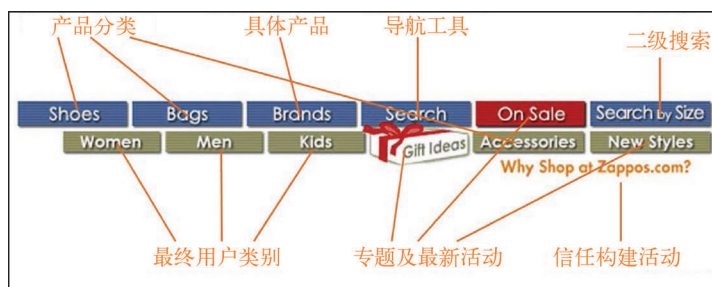 产品分类 具体产品 导航工具 二级搜索
Shoes Bags Brands Search On Sale Search by Size
Women Men Kids Gift Ideas Accessories New Styles
Why Shop at Zappos.com?
最终用户类别 专题及最新活动 信任构建活动